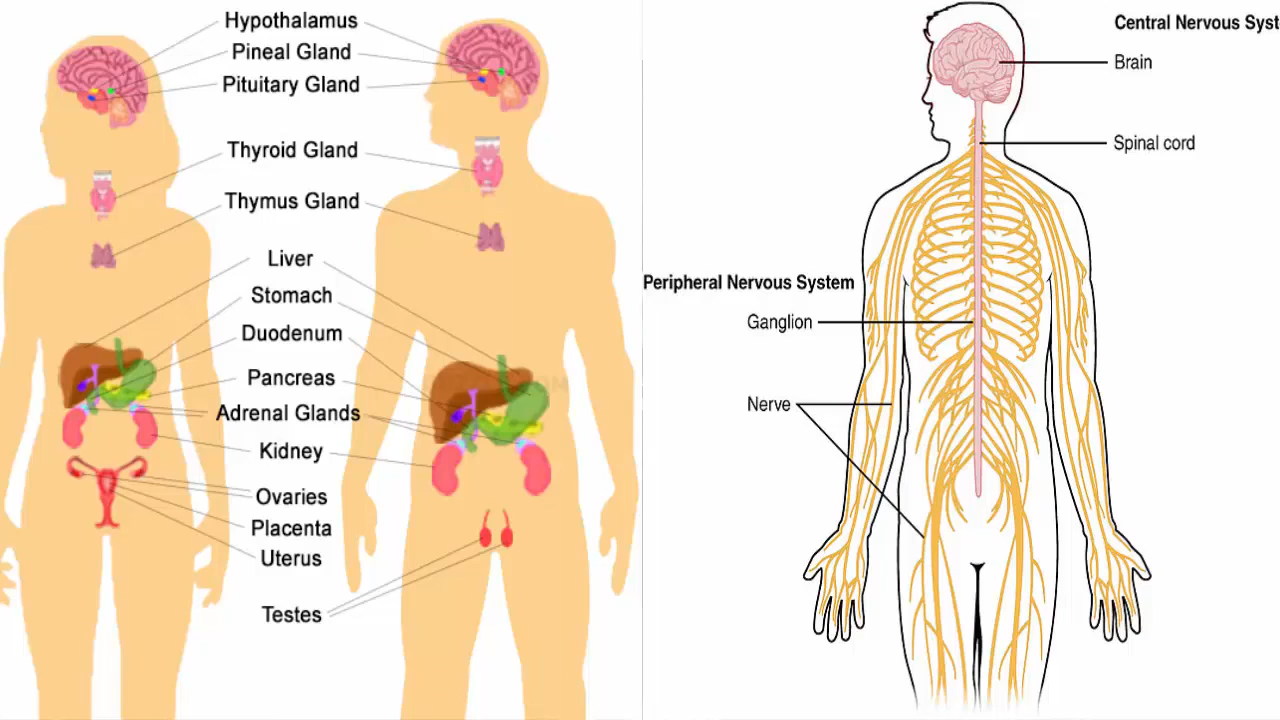 Hypothalamus
Pineal Gland
Pituitary Gland
Thyroid Gland
Thymus Gland
Liver
Stomach
Duodenum
Pancreas
Adrenal Glands
Kidney
Ovaries
Placenta
Uterus
Testes
Central Nervous Syst
Brain
Spinal cord
Peripheral Nervous System
Ganglion
Nerve